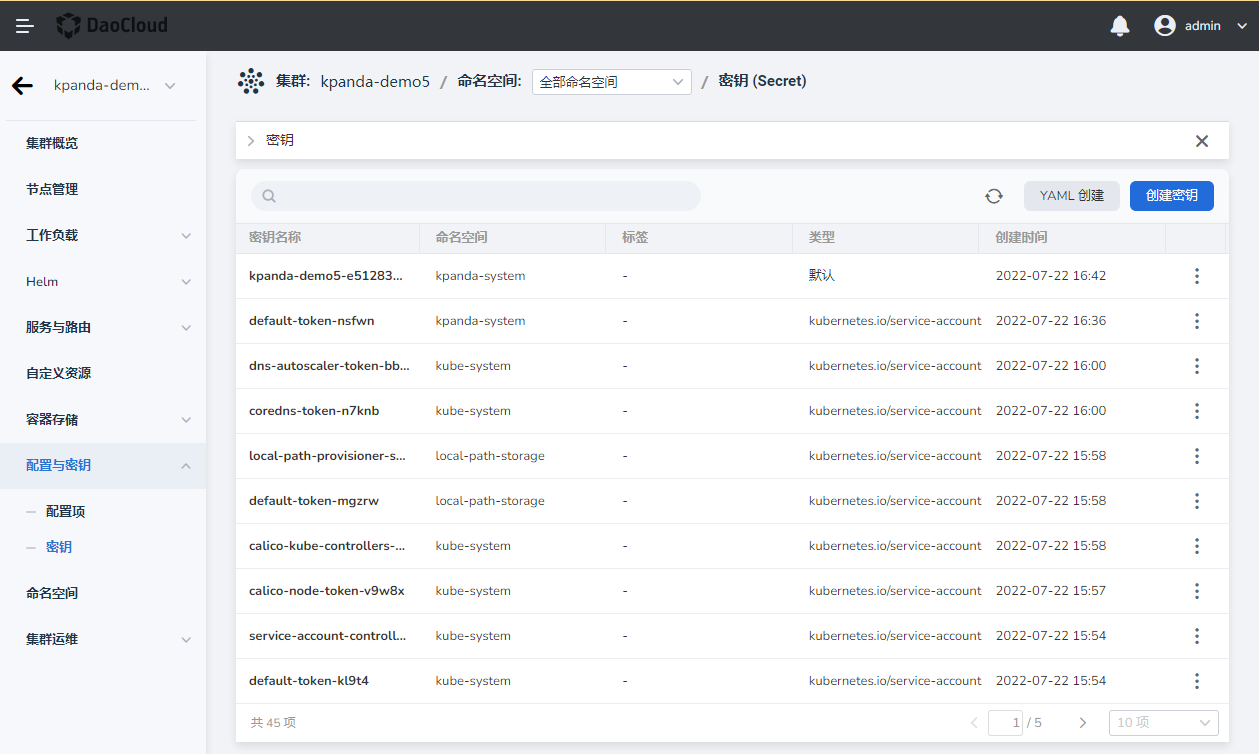 DaoCloud
admin
kpanda-dem...
集群概览
节点管理
工作负载
Helm
服务与路由
自定义资源
容器存储
配置与密钥
配置项
密钥
命名空间
集群运维
集群: kpanda-demo5 / 命名空间: 全部命名空间 / 密钥 (Secret)
密钥
YAML 创建 创建密钥
密钥名称 命名空间 标签 类型 创建时间
kpanda-demo5-e51283... kpanda-system - 默认 2022-07-22 16:42
default-token-nsfwn kpanda-system - kubernetes.io/service-account 2022-07-22 16:36
dns-autoscaler-token-bb... kube-system - kubernetes.io/service-account 2022-07-22 16:00
coredns-token-n7knb kube-system - kubernetes.io/service-account 2022-07-22 16:00
local-path-provisioner-s... local-path-storage - kubernetes.io/service-account 2022-07-22 15:58
default-token-mgzrw local-path-storage - kubernetes.io/service-account 2022-07-22 15:58
calico-kube-controllers-... kube-system - kubernetes.io/service-account 2022-07-22 15:58
calico-node-token-v9w8x kube-system - kubernetes.io/service-account 2022-07-22 15:57
service-account-controll... kube-system - kubernetes.io/service-account 2022-07-22 15:54
default-token-kl9t4 kube-system - kubernetes.io/service-account 2022-07-22 15:54
共 45 项 1 / 5 10 项